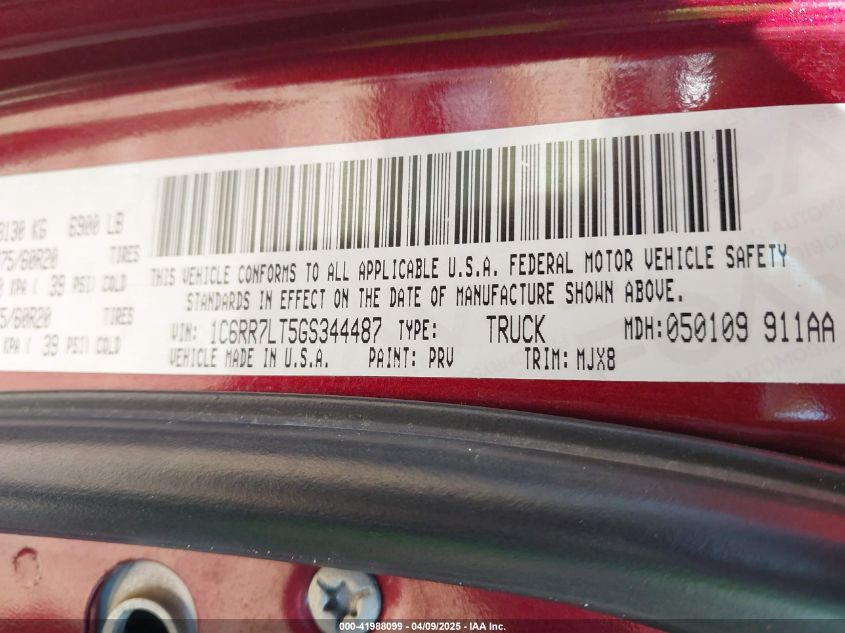 3130 KG 6900 LB
75/60R20 TIRES
KPA ( 39 PSI) COLD
5/60R20 TIRES
KPA ( 39 PSI) COLD
THIS VEHICLE CONFORMS TO ALL APPLICABLE U.S.A. FEDERAL MOTOR VEHICLE SAFETY
STANDARDS IN EFFECT ON THE DATE OF MANUFACTURE SHOWN ABOVE.
VIN: 1C6RR7LT5GS344487 TYPE: TRUCK MDH: 050109 911AA
VEHICLE MADE IN U.S.A. PAINT: PRV TRIM: MJX8
000-41988099 - 04/09/2025 - IAA Inc.